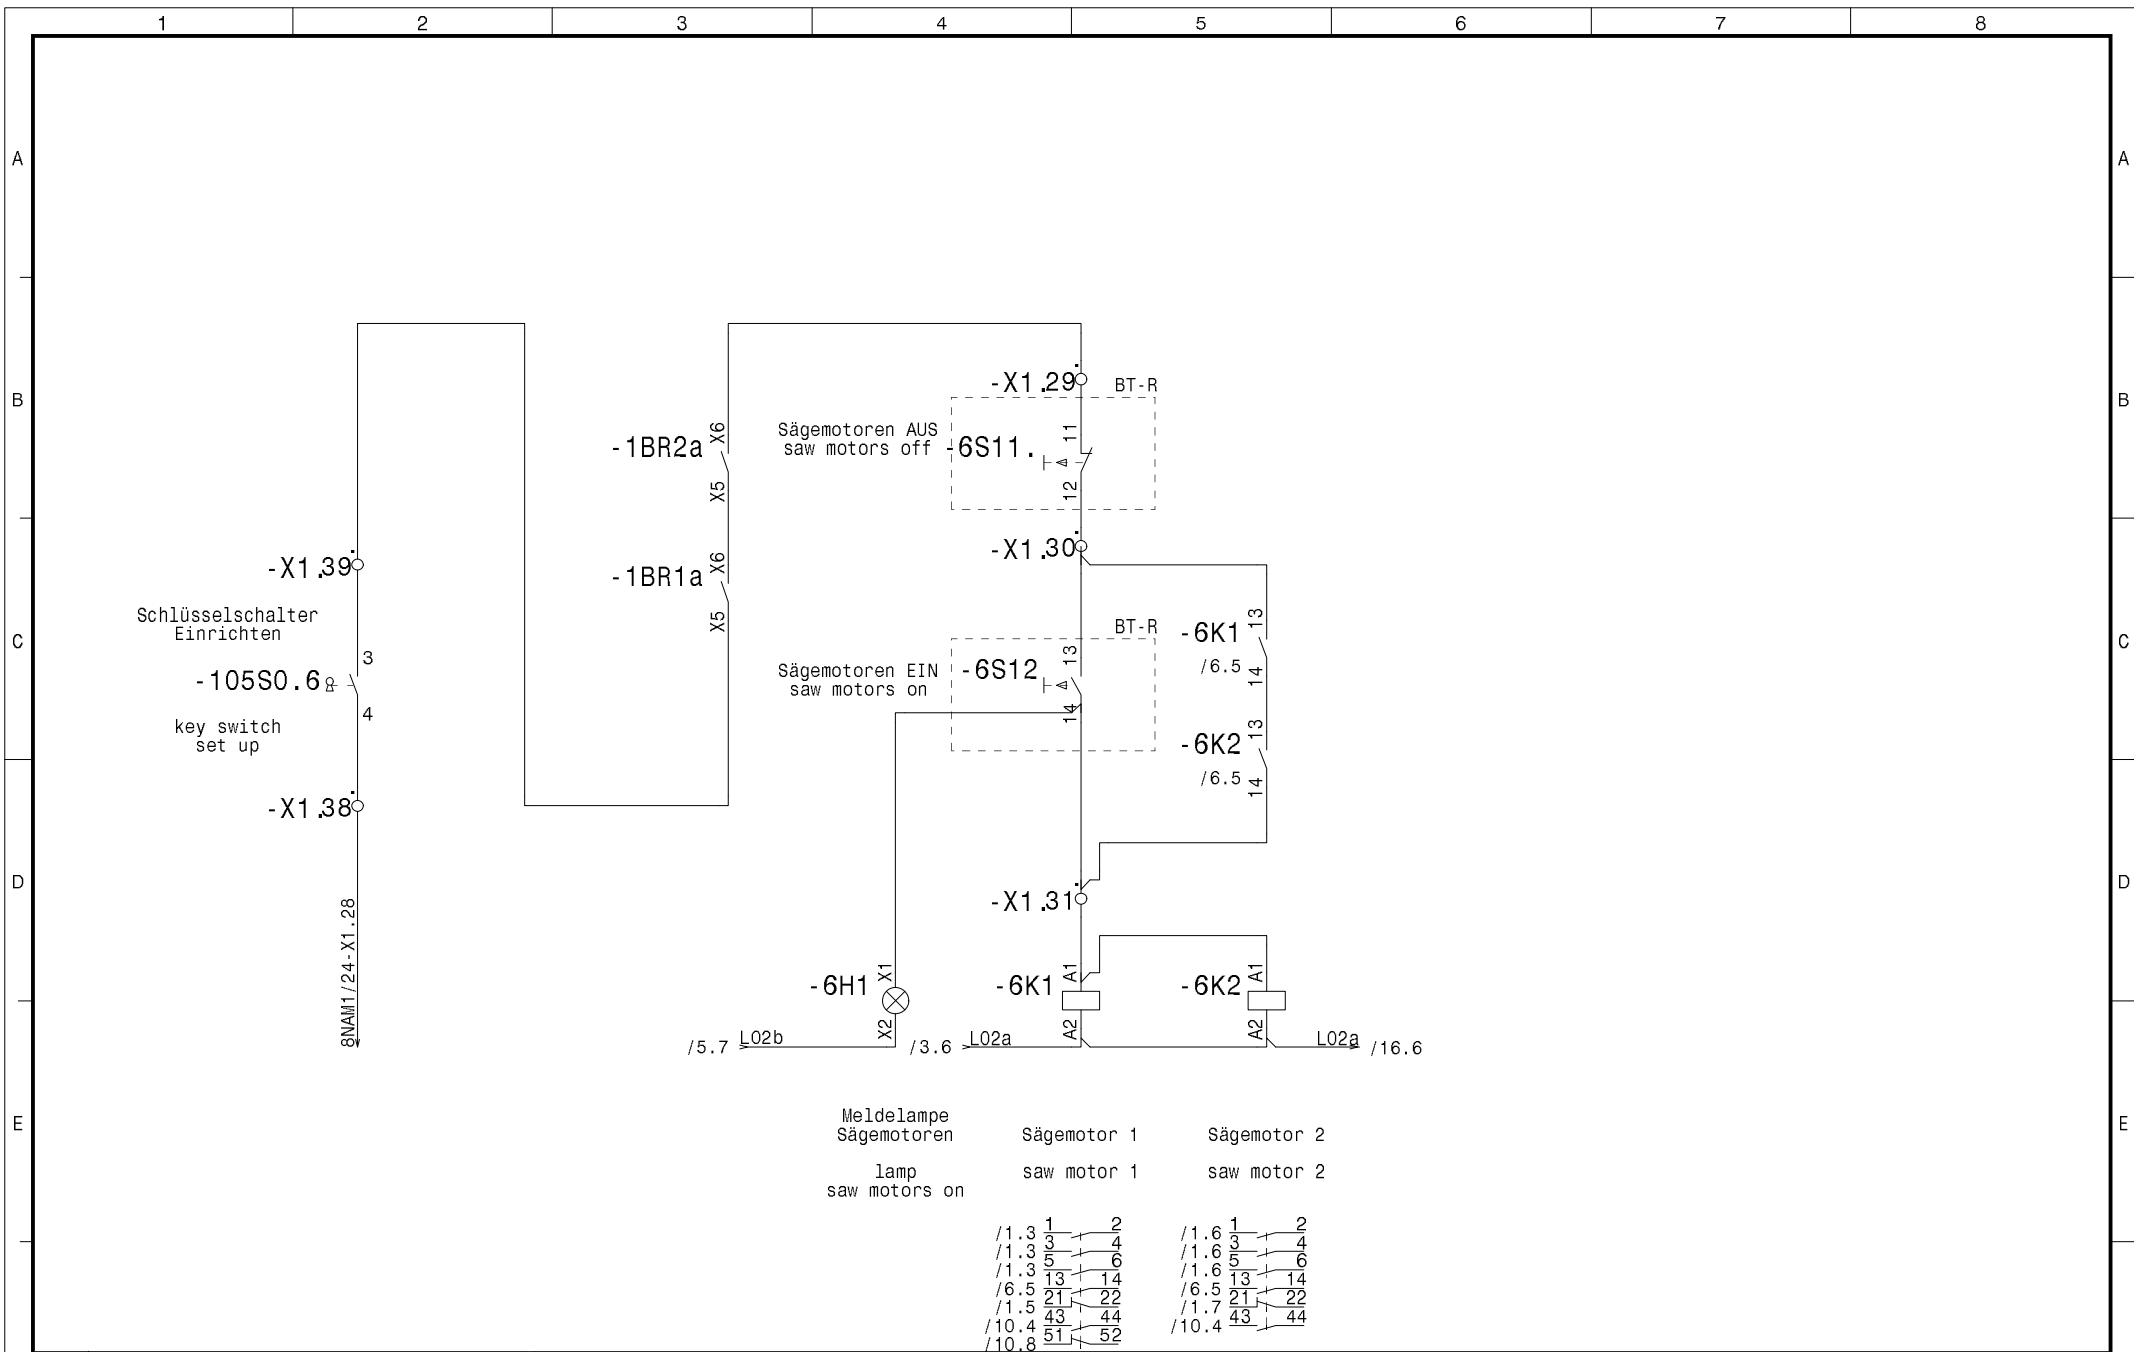 1 2 3 4 5 6 7 8
A A
B B
C C
D D
E E
-X1.29
BT-R
Sägemotoren AUS
saw motors off
-6S11.
11
12
-1BR2a
X6
X5
-1BR1a
X6
X5
-X1.30
-X1.39
Schlüsselschalter
Einrichten
3
-105S0.6
4
key switch
set up
-X1.38
8NAM1/24-X1.28
BT-R
Sägemotoren EIN
saw motors on
-6S12
13
14
-6K1
/6.5
13
14
-6K2
/6.5
13
14
-X1.31
-6H1
X1
X2
-6K1
A1
A2
-6K2
A1
A2
/5.7 L02b
/3.6 L02a
L02a /16.6
Meldelampe
Sägemotoren
lamp
saw motors on
Sägemotor 1
saw motor 1
Sägemotor 2
saw motor 2
/1.3 1 2
/1.3 3 4
/1.3 5 6
/6.5 13 14
/1.5 21 22
/10.4 43 44
/10.8 51 52
/1.6 1 2
/1.6 3 4
/1.6 5 6
/6.5 13 14
/1.7 21 22
/10.4 43 44